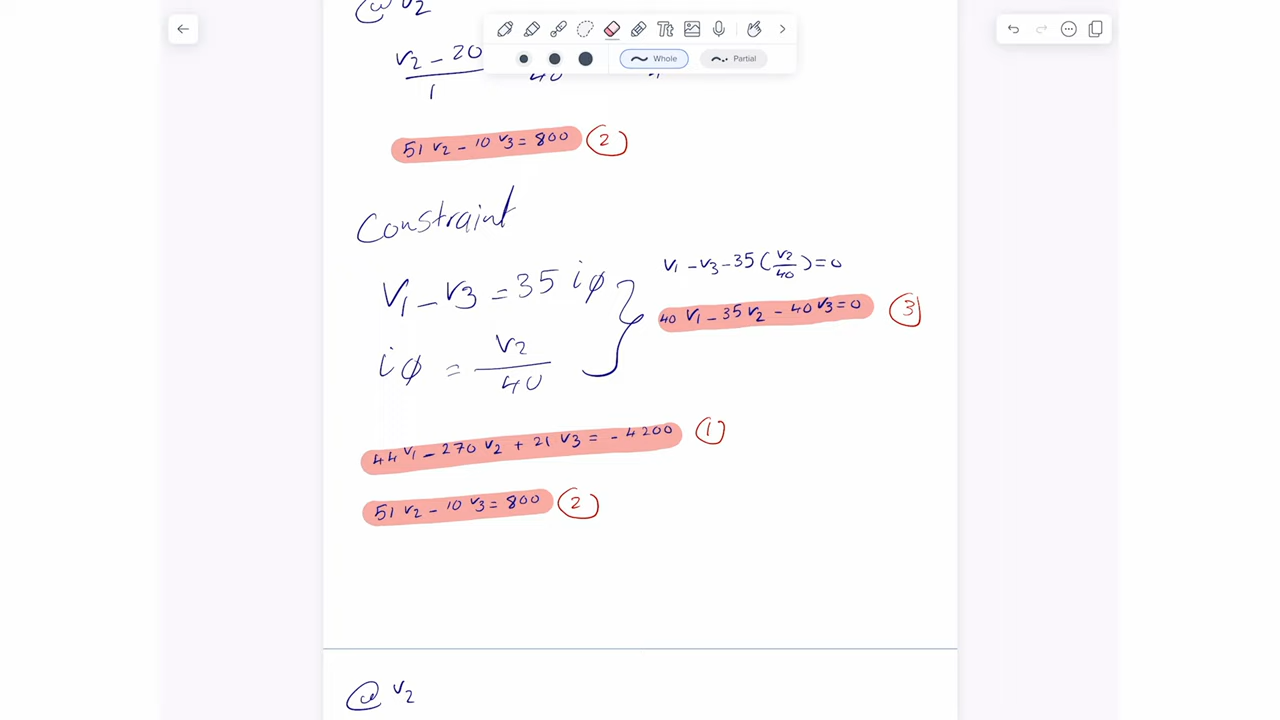 @ v2
v2 - 20
1
40
Whole
Partial
51 v2 - 10 v3 = 800 ②
Constraint
v1 - v3 = 35 iφ
iφ = v2 / 40
v1 - v3 - 35 ( v2 / 40 ) = 0
40 v1 - 35 v2 - 40 v3 = 0 ③
44 v1 - 270 v2 + 21 v3 = - 4200 ①
51 v2 - 10 v3 = 800 ②
@ v2